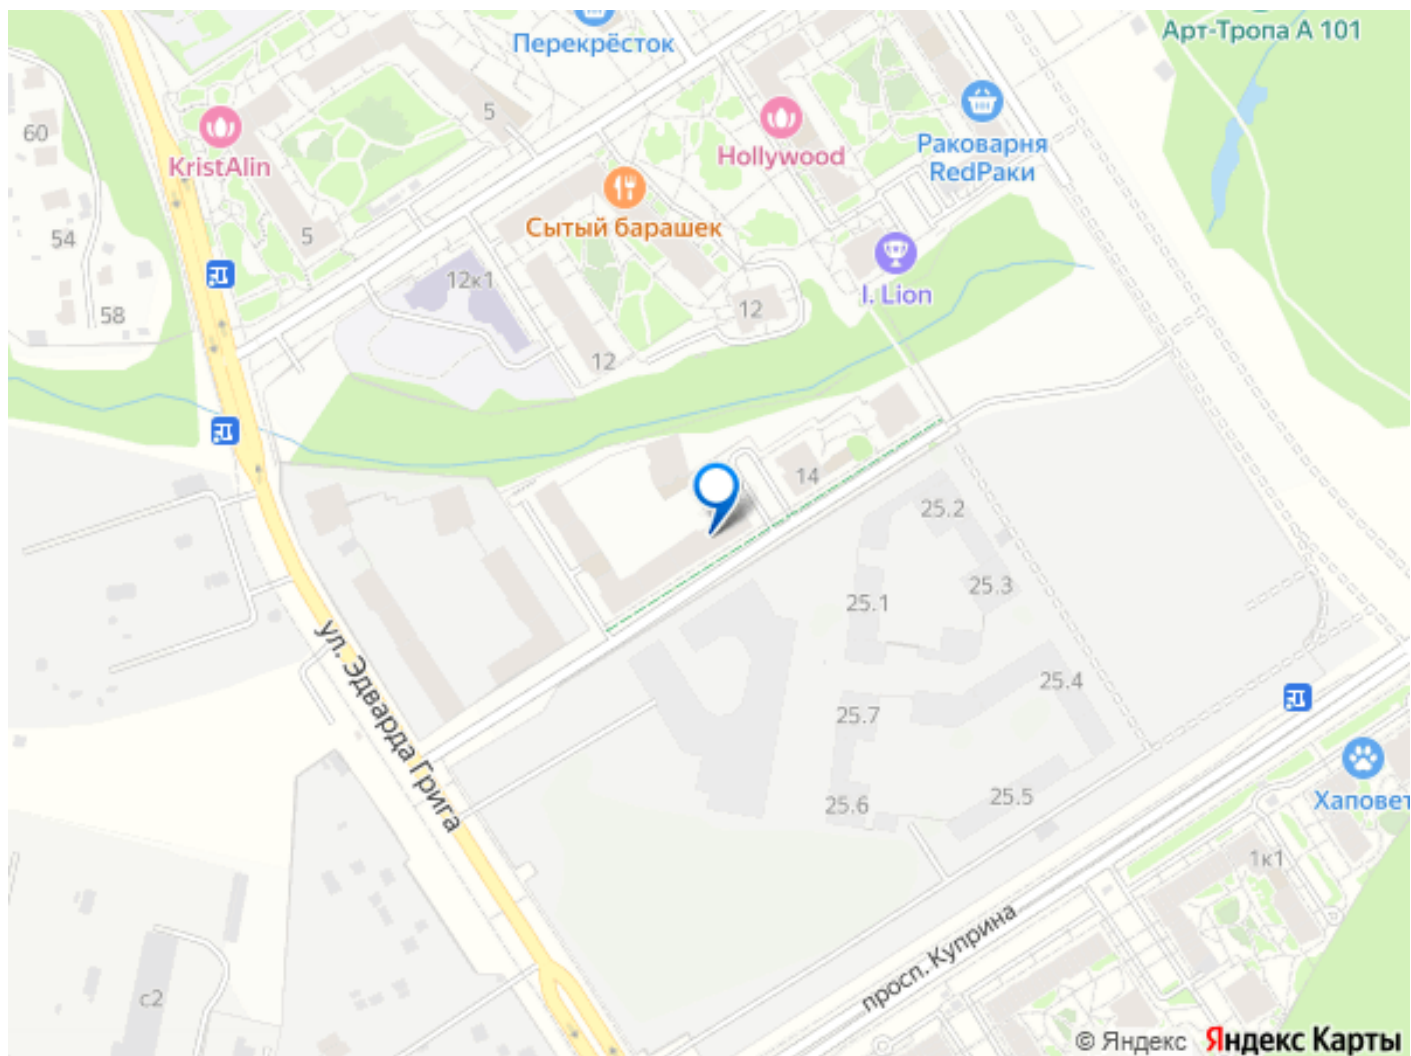 Арт-Тропа А 101
Перекрёсток
5
60
KristAlin
Hollywood
Раковарня
RedРаки
Сытый барашек
54
5
12к1
I. Lion
58
12
12
14
25.2
25.3
25.1
ул. Эдварда Грига
25.4
25.7
25.6
25.5
Хаповет
1к1
просп. Куприна
с2
© Яндекс Яндекс Карты